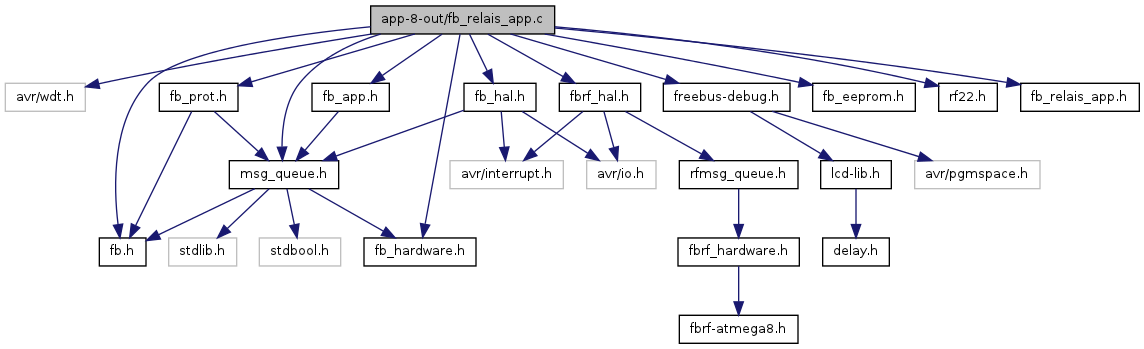 app-8-out/fb_relais_app.c
avr/wdt.h
fb_prot.h
fb_app.h
fb_hal.h
fbrf_hal.h
freebus-debug.h
fb_eeprom.h
rf22.h
fb_relais_app.h
msg_queue.h
avr/interrupt.h
avr/io.h
rfmsg_queue.h
lcd-lib.h
avr/pgmspace.h
fb.h
stdlib.h
stdbool.h
fb_hardware.h
fbrf_hardware.h
delay.h
fbrf-atmega8.h